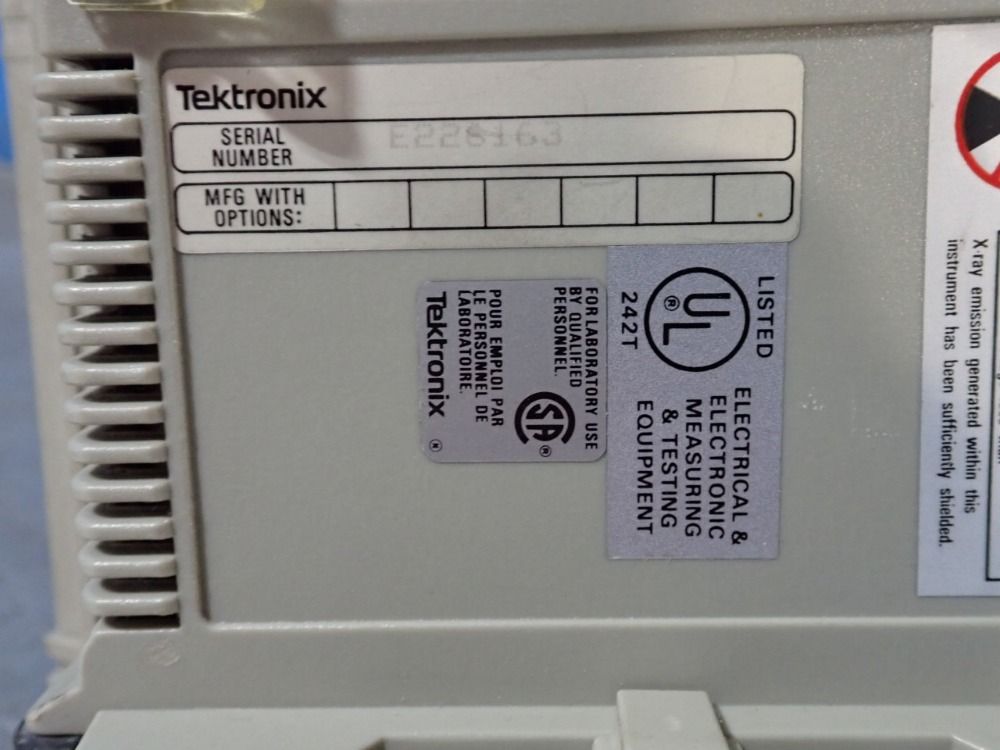 Tektronix
SERIAL
NUMBER
E228163
MFG WITH
OPTIONS:
LISTED
UL
®
242T
ELECTRICAL &
ELECTRONIC
MEASURING
& TESTING
EQUIPMENT
FOR LABORATORY USE
BY QUALIFIED
PERSONNEL.
SA
®
POUR EMPLOI PAR
LE PERSONNEL DE
LABORATOIRE.
Tektronix ®
X-ray emission generated within this
instrument has been sufficiently shielded.